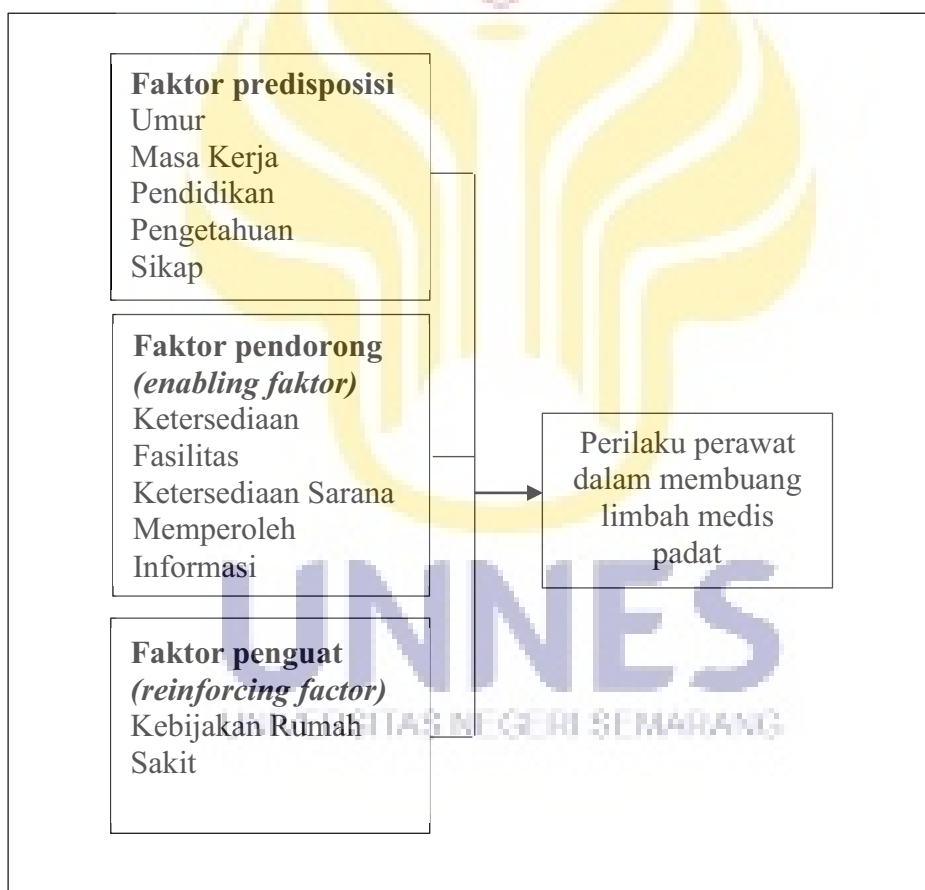 Faktor predisposisi
Umur
Masa Kerja
Pendidikan
Pengetahuan
Sikap
Faktor pendorong
(enabling faktor)
Ketersediaan
Fasilitas
Ketersediaan Sarana
Memperoleh
Informasi
Perilaku perawat
dalam membuang
limbah medis
padat
Faktor penguat
(reinforcing factor)
Kebijakan Rumah
Sakit
UNNES
UNIVERSITAS NEGERI SEMARANG